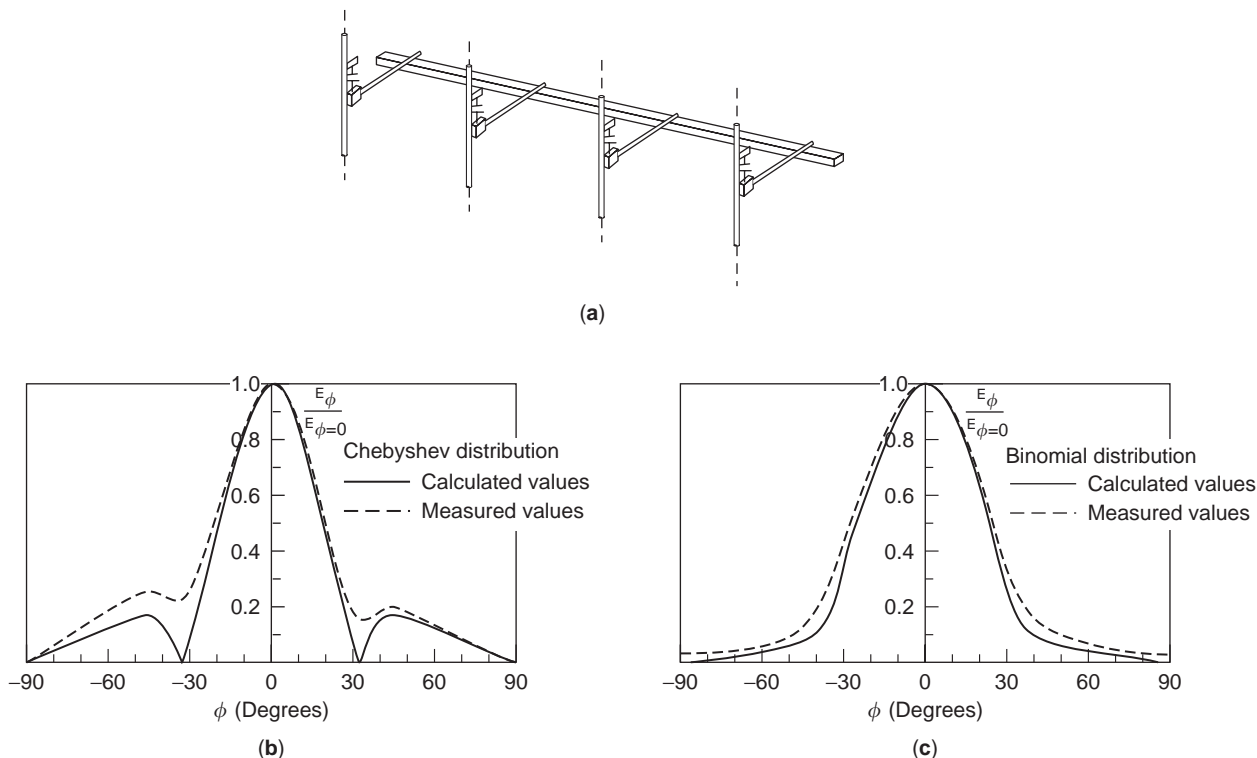 (a)
1.0
0.8
0.6
0.4
0.2
Eϕ
Eϕ=0
Chebyshev distribution
Calculated values
Measured values
–90 –60 –30 0 30 60 90
ϕ (Degrees)
(b)
1.0
0.8
0.6
0.4
0.2
Eϕ
Eϕ=0
Binomial distribution
Calculated values
Measured values
–90 –60 –30 0 30 60 90
ϕ (Degrees)
(c)